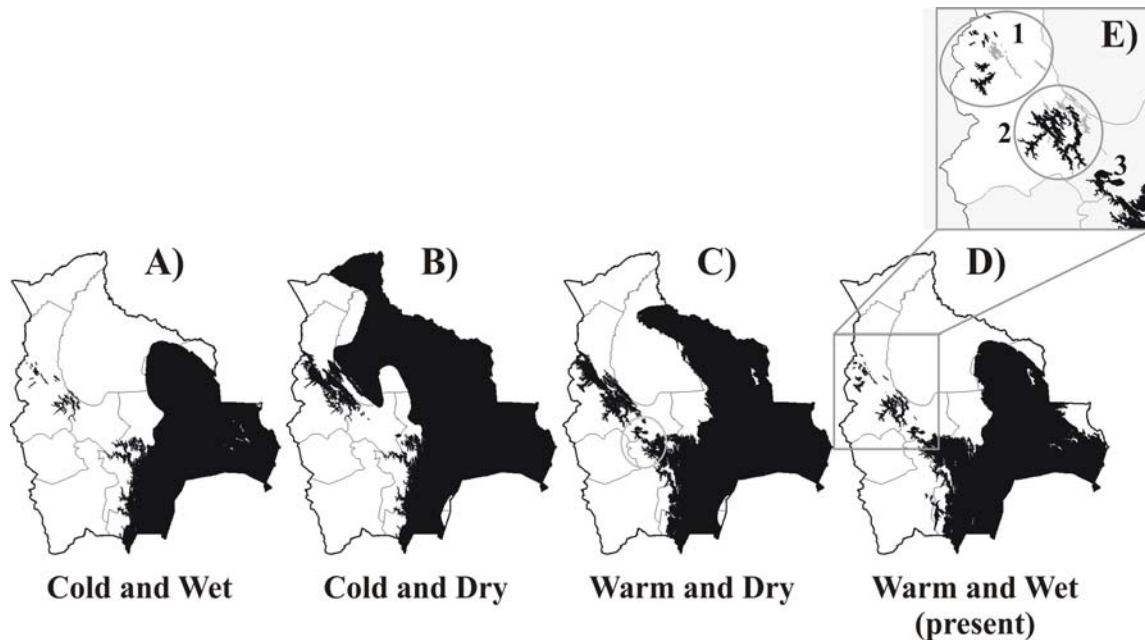 E)
1
2
3
A)
B)
C)
D)
Cold and Wet
Cold and Dry
Warm and Dry
Warm and Wet
(present)